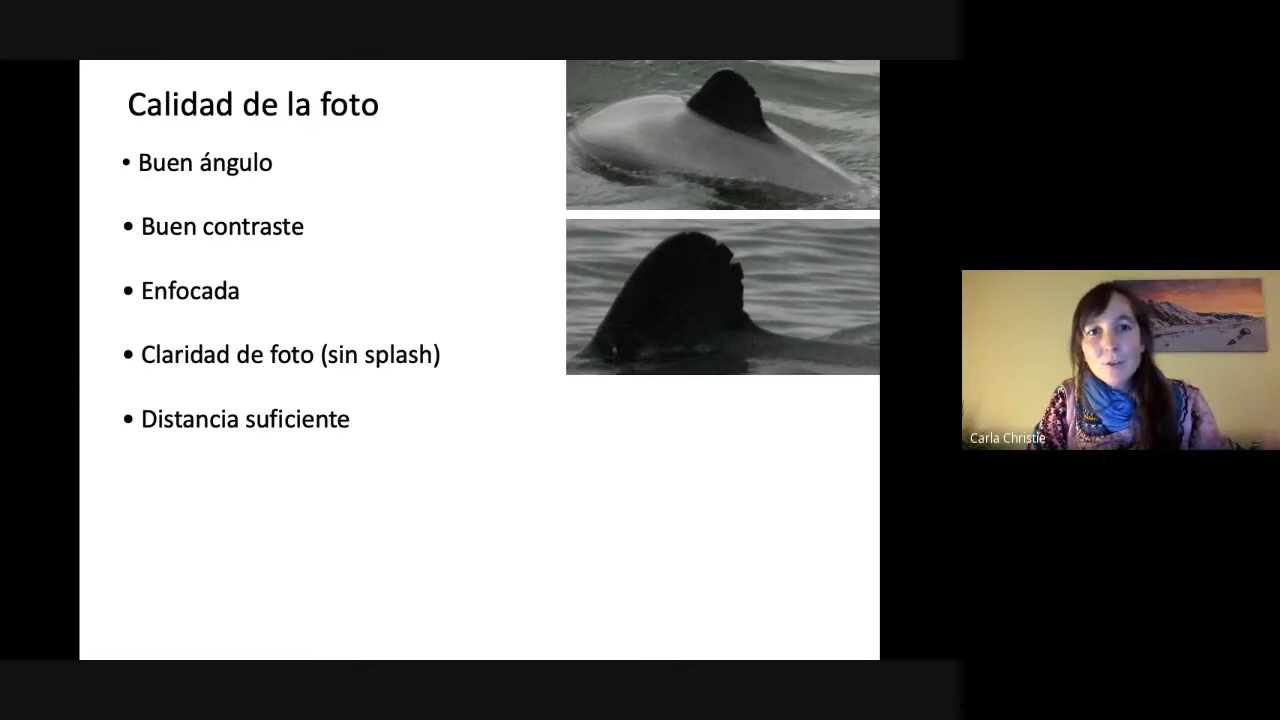 Calidad de la foto
• Buen ángulo
• Buen contraste
• Enfocada
• Claridad de foto (sin splash)
• Distancia suficiente
Carla Christie